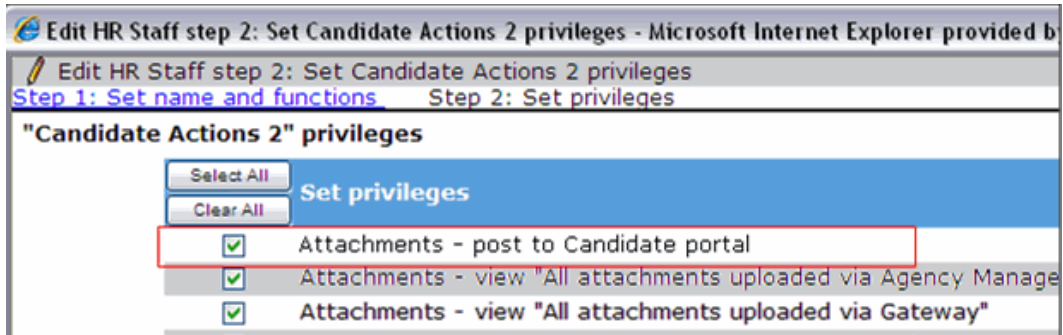 Edit HR Staff step 2: Set Candidate Actions 2 privileges - Microsoft Internet Explorer provided b
Edit HR Staff step 2: Set Candidate Actions 2 privileges
Step 1: Set name and functions Step 2: Set privileges
"Candidate Actions 2" privileges
Select All
Set privileges
Clear All
Attachments - post to Candidate portal
Attachments - view "All attachments uploaded via Agency Manage
Attachments - view "All attachments uploaded via Gateway"